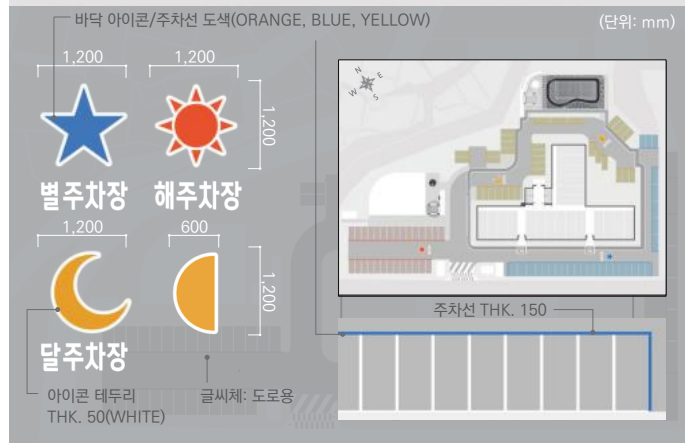 바닥 아이콘/주차선 도색(ORANGE, BLUE, YELLOW)
(단위: mm)
1,200
1,200
1,200
별주차장
해주차장
1,200
600
1,200
달주차장
아이콘 테두리
THK. 50(WHITE)
글씨체: 도로용
N
E
W
S
주차선 THK. 150